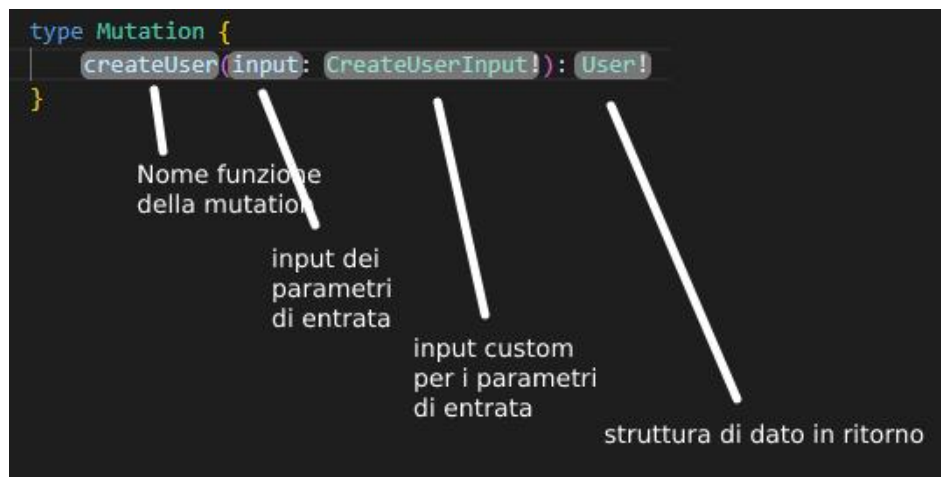 type Mutation {
createUser(input: CreateUserInput!): User!
}
Nome funzione
della mutation
input dei
parametri
di entrata
input custom
per i parametri
di entrata
struttura di dato in ritorno